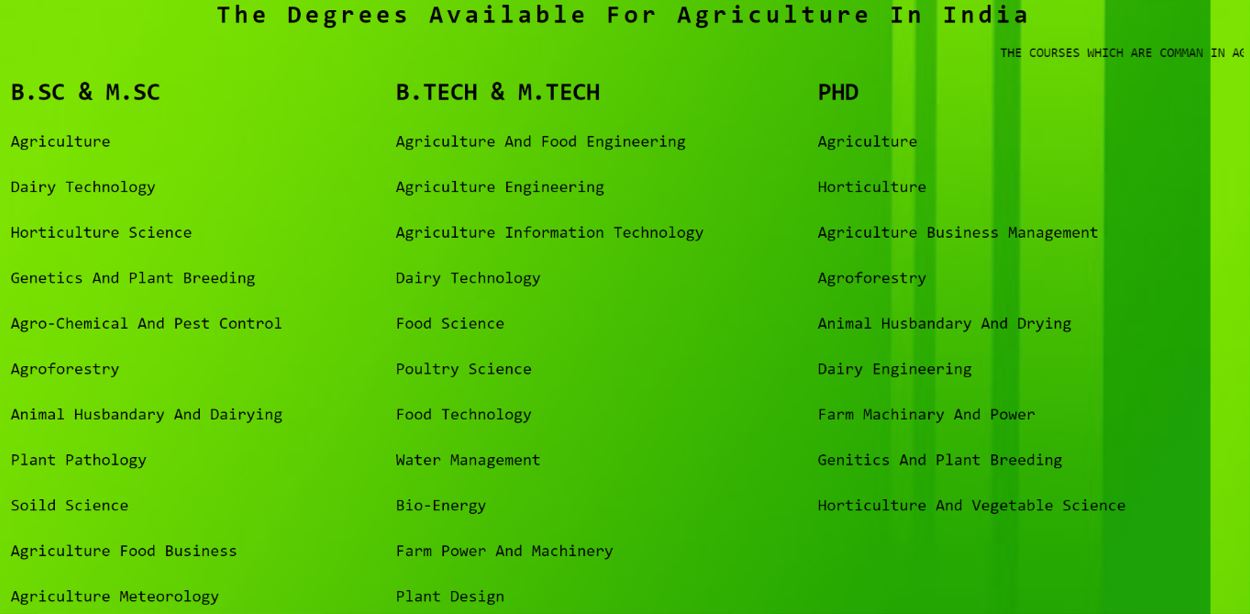 The Degrees Available For Agriculture In India
THE COURSES WHICH ARE COMMAN IN AG
B.SC & M.SC
Agriculture
Dairy Technology
Horticulture Science
Genetics And Plant Breeding
Agro-Chemical And Pest Control
Agroforestry
Animal Husbandary And Dairying
Plant Pathology
Soild Science
Agriculture Food Business
Agriculture Meteorology
B.TECH & M.TECH
Agriculture And Food Engineering
Agriculture Engineering
Agriculture Information Technology
Dairy Technology
Food Science
Poultry Science
Food Technology
Water Management
Bio-Energy
Farm Power And Machinery
Plant Design
PHD
Agriculture
Horticulture
Agriculture Business Management
Agroforestry
Animal Husbandary And Drying
Dairy Engineering
Farm Machinary And Power
Genitics And Plant Breeding
Horticulture And Vegetable Science